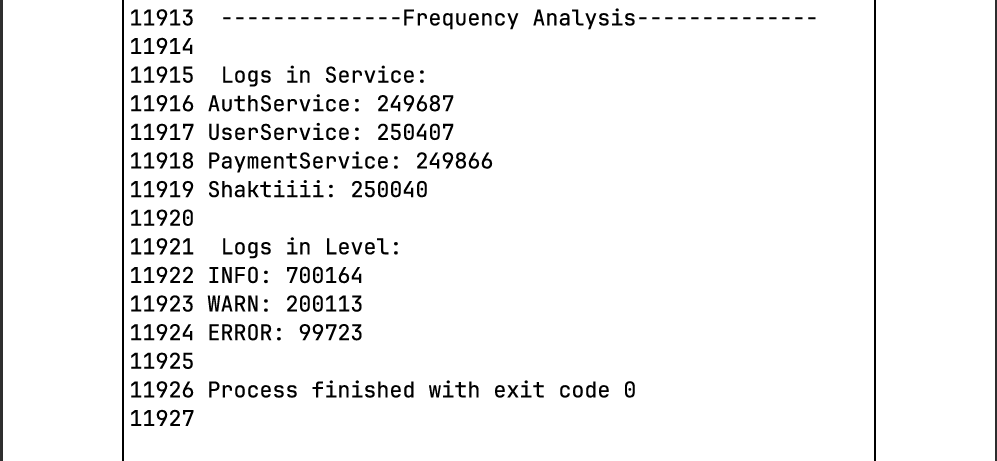 11913  --------------Frequency Analysis--------------
11914
11915  Logs in Service:
11916 AuthService: 249687
11917 UserService: 250407
11918 PaymentService: 249866
11919 Shaktiiii: 250040
11920
11921  Logs in Level:
11922 INFO: 700164
11923 WARN: 200113
11924 ERROR: 99723
11925
11926 Process finished with exit code 0
11927